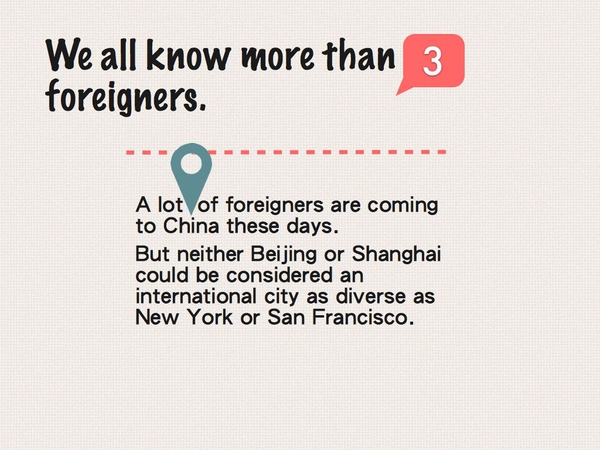 We all know more than 3
foreigners.
A lot of foreigners are coming
to China these days.
But neither Beijing or Shanghai
could be considered an
international city as diverse as
New York or San Francisco.